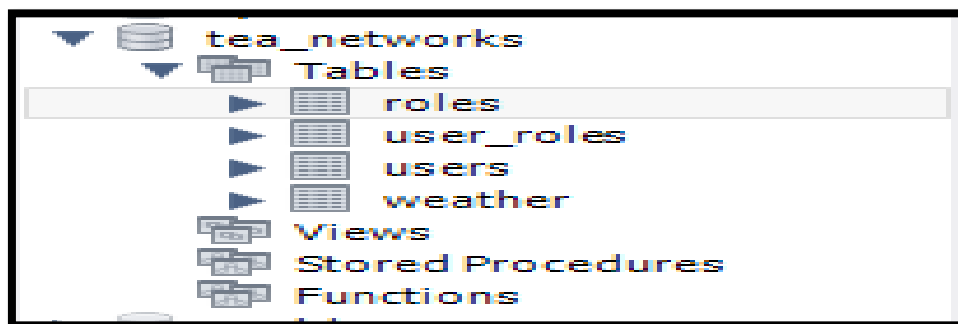 tea_networks
Tables
roles
user_roles
users
weather
Views
Stored Procedures
Functions